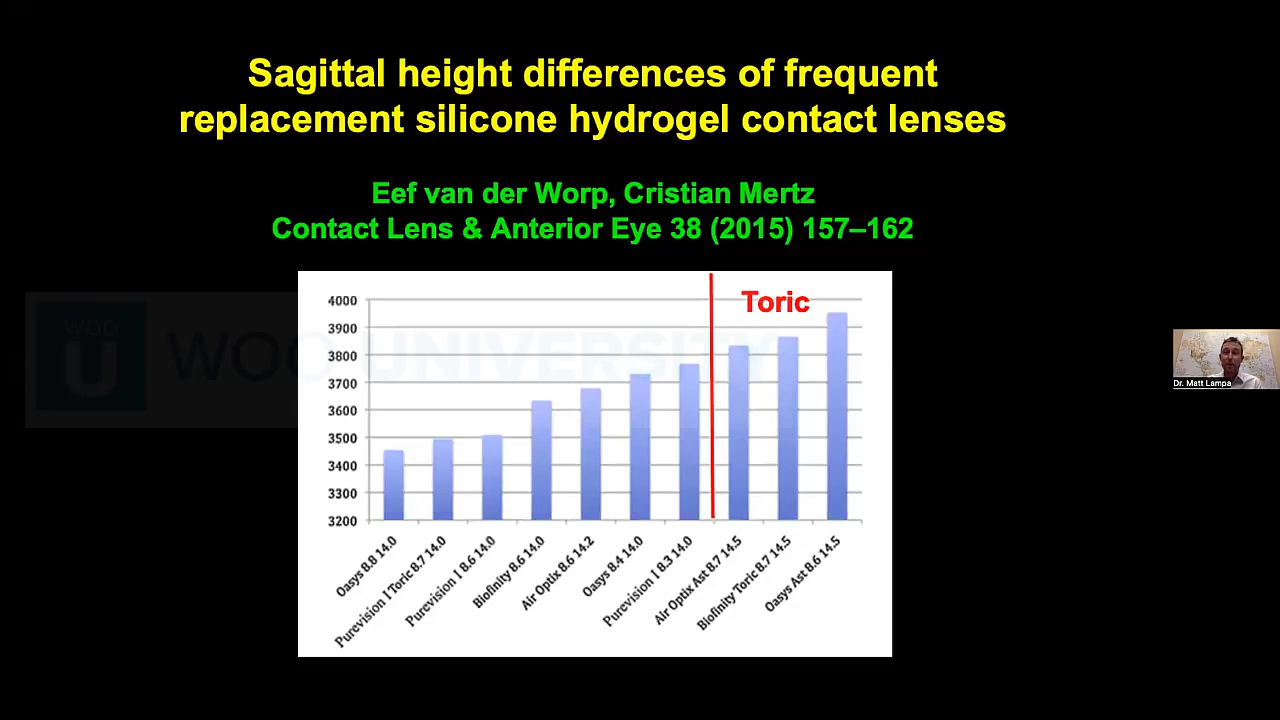 Sagittal height differences of frequent
replacement silicone hydrogel contact lenses
Eef van der Worp, Cristian Mertz
Contact Lens & Anterior Eye 38 (2015) 157–162
Toric
4000
3900
3800
3700
3600
3500
3400
3300
3200
Oasys 8.8 14.0
Purevision I Toric 8.7 14.0
Purevision I 8.6 14.0
Biofinity 8.6 14.0
Air Optix 8.6 14.2
Oasys 8.4 14.0
Purevision I 8.3 14.0
Air Optix Ast 8.7 14.5
Biofinity Toric 8.7 14.5
Oasys Ast 8.6 14.5
WOO
U
WOO UNIVERSITY
Dr. Matt Lampa